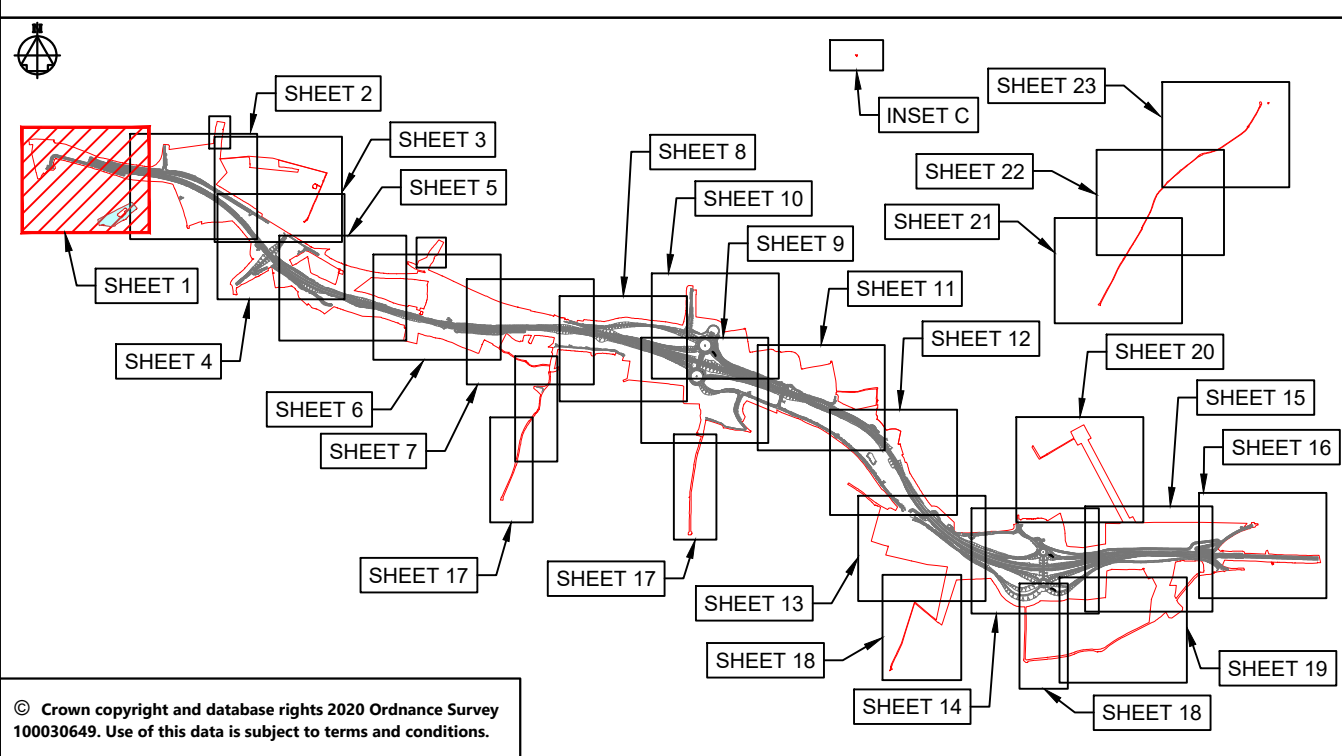 N
SHEET 2
SHEET 3
SHEET 5
SHEET 8
SHEET 10
SHEET 9
INSET C
SHEET 23
SHEET 22
SHEET 21
SHEET 1
SHEET 4
SHEET 6
SHEET 7
SHEET 11
SHEET 12
SHEET 20
SHEET 15
SHEET 16
SHEET 17
SHEET 17
SHEET 13
SHEET 18
SHEET 14
SHEET 19
SHEET 18
© Crown copyright and database rights 2020 Ordnance Survey
100030649. Use of this data is subject to terms and conditions.